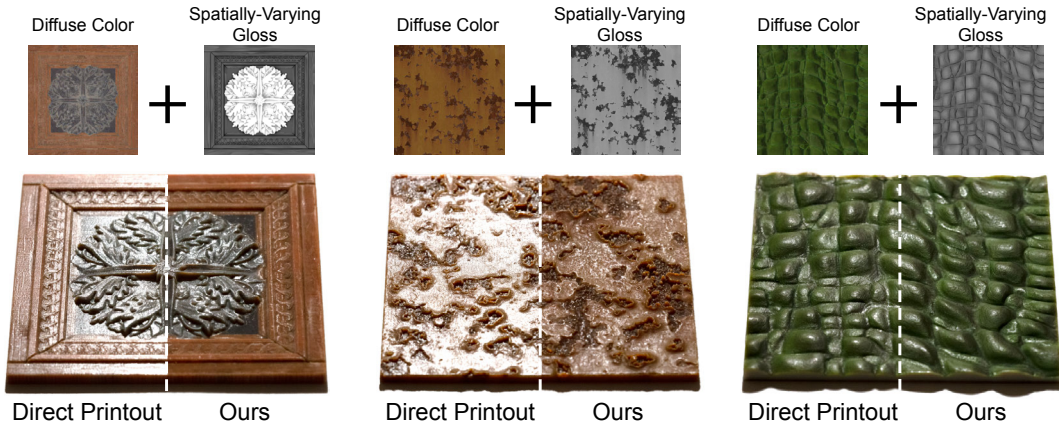 Diffuse Color
Spatially-Varying
Gloss
Diffuse Color
Spatially-Varying
Gloss
Diffuse Color
Spatially-Varying
Gloss
Direct Printout
Ours
Direct Printout
Ours
Direct Printout
Ours